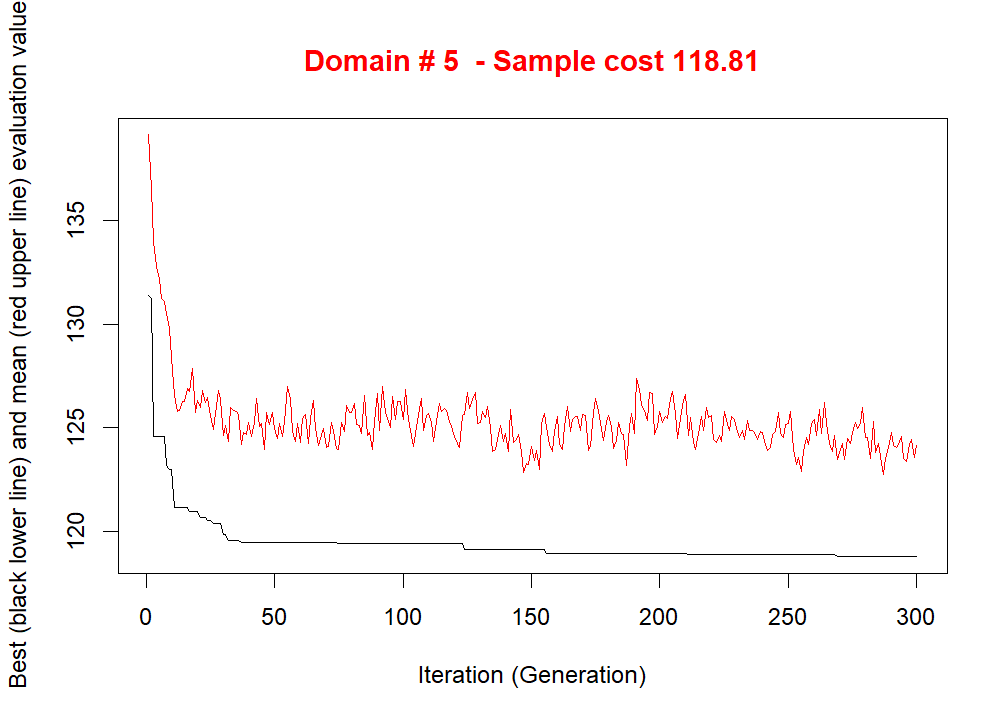 Domain # 5  - Sample cost 118.81
Best (black lower line) and mean (red upper line) evaluation value
135
130
125
120
0 50 100 150 200 250 300
Iteration (Generation)